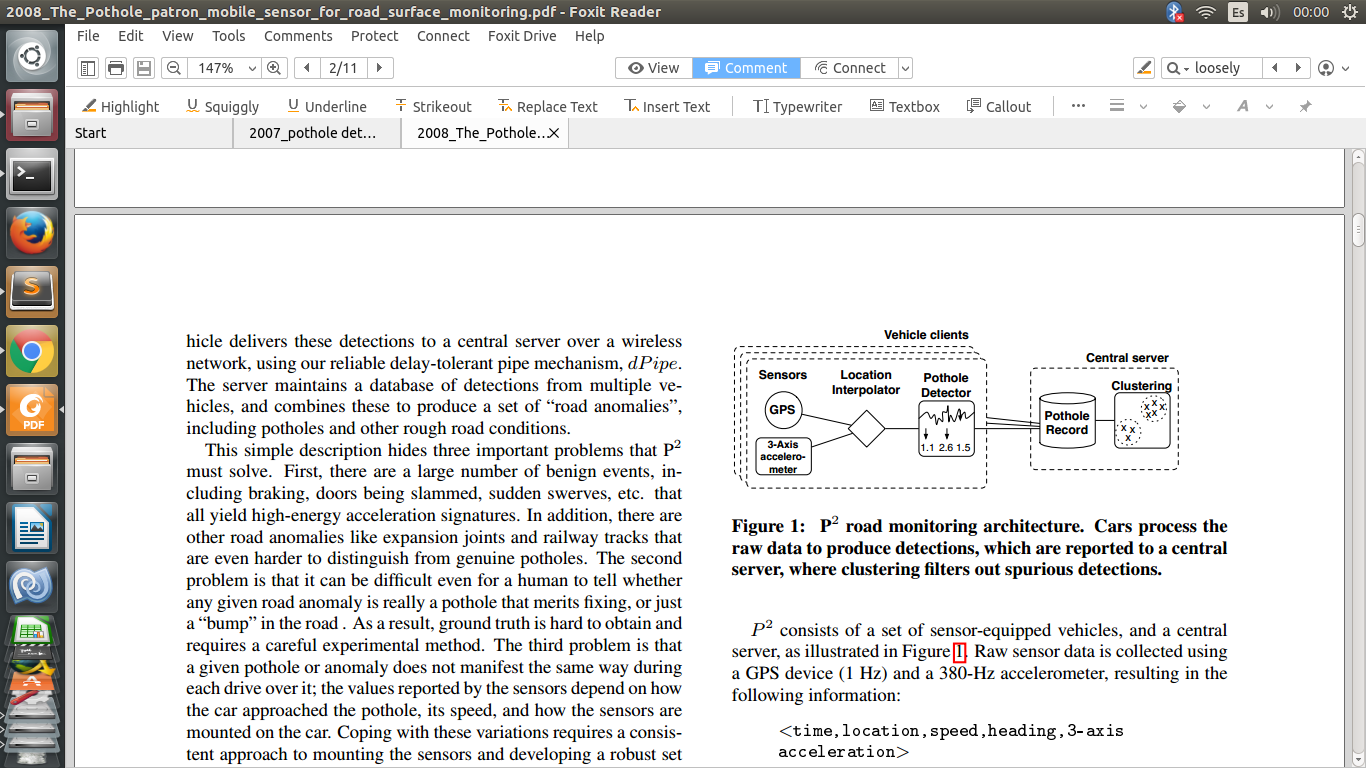 2008_The_Pothole_patron_mobile_sensor_for_road_surface_monitoring.pdf - Foxit Reader
Es
00:00
File Edit View Tools Comments Protect Connect Foxit Drive Help
147%
2/11
View
Comment
Connect
loosely
Highlight
Squiggly
Underline
Strikeout
Replace Text
Insert Text
Typewriter
Textbox
Callout
Start
2007_pothole det...
2008_The_Pothole...
hicle delivers these detections to a central server over a wireless
network, using our reliable delay-tolerant pipe mechanism, dPipe.
The server maintains a database of detections from multiple ve-
hicles, and combines these to produce a set of “road anomalies”,
including potholes and other rough road conditions.
This simple description hides three important problems that P²
must solve. First, there are a large number of benign events, in-
cluding braking, doors being slammed, sudden swerves, etc. that
all yield high-energy acceleration signatures. In addition, there are
other road anomalies like expansion joints and railway tracks that
are even harder to distinguish from genuine potholes. The second
problem is that it can be difficult even for a human to tell whether
any given road anomaly is really a pothole that merits fixing, or just
a “bump” in the road . As a result, ground truth is hard to obtain and
requires a careful experimental method. The third problem is that
a given pothole or anomaly does not manifest the same way during
each drive over it; the values reported by the sensors depend on how
the car approached the pothole, its speed, and how the sensors are
mounted on the car. Coping with these variations requires a consis-
tent approach to mounting the sensors and developing a robust set
Vehicle clients
Sensors
GPS
3-Axis
accelero-
meter
Location
Interpolator
Pothole
Detector
1.1 2.6 1.5
Central server
Pothole
Record
Clustering
x x
x x
x x
x x
x
Figure 1: P² road monitoring architecture. Cars process the
raw data to produce detections, which are reported to a central
server, where clustering filters out spurious detections.
P² consists of a set of sensor-equipped vehicles, and a central
server, as illustrated in Figure 1. Raw sensor data is collected using
a GPS device (1 Hz) and a 380-Hz accelerometer, resulting in the
following information:
<time,location,speed,heading,3-axis
acceleration>
S
PDF